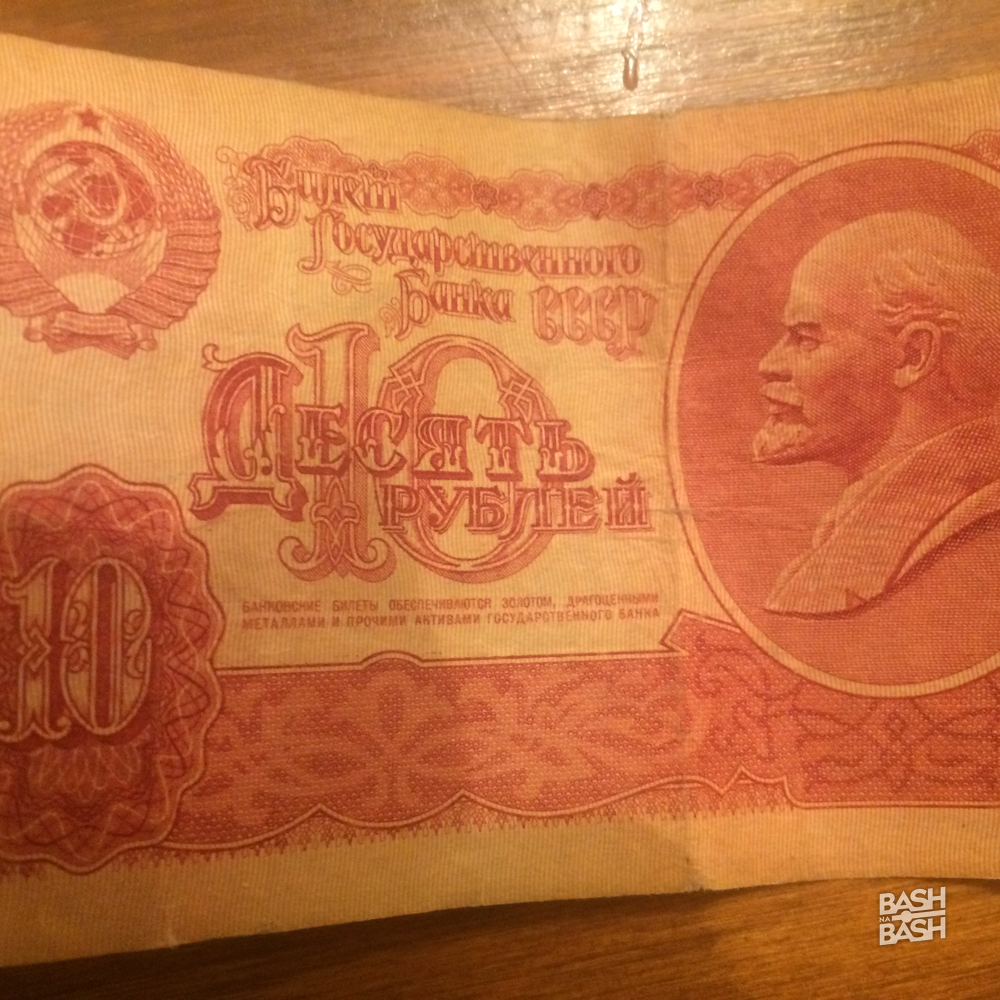 Билет
Государственного
Банка СССР
10
Десять
рублей
БАНКОВСКИЕ БИЛЕТЫ ОБЕСПЕЧИВАЮТСЯ ЗОЛОТОМ, ДРАГОЦЕННЫМИ
МЕТАЛЛАМИ И ПРОЧИМИ АКТИВАМИ ГОСУДАРСТВЕННОГО БАНКА
10
BASH
NA
BASH